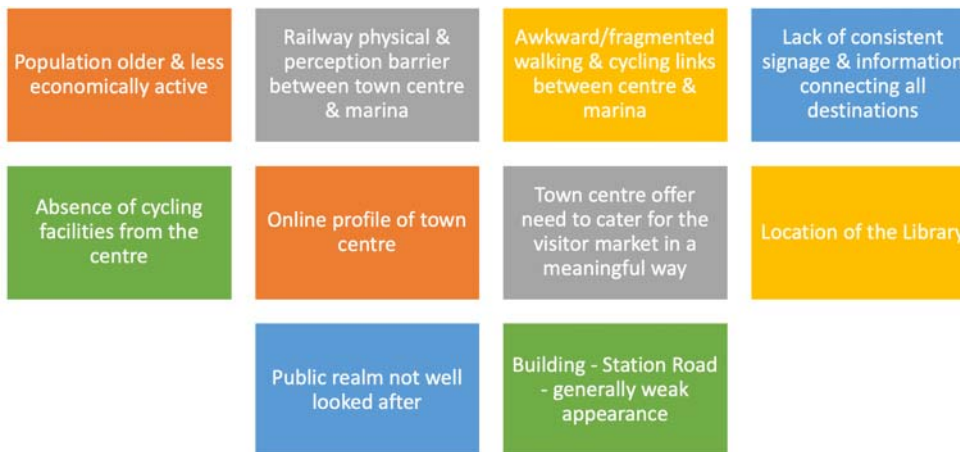 Population older & less
economically active
Railway physical &
perception barrier
between town centre
& marina
Awkward/fragmented
walking & cycling links
between centre &
marina
Lack of consistent
signage & information
connecting all
destinations
Absence of cycling
facilities from the
centre
Online profile of town
centre
Town centre offer
need to cater for the
visitor market in a
meaningful way
Location of the Library
Public realm not well
looked after
Building - Station Road
- generally weak
appearance